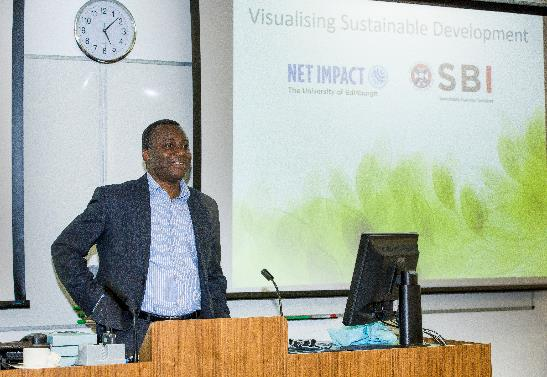 Visualising Sustainable Development
NET IMPACT
The University of Edinburgh
SBI